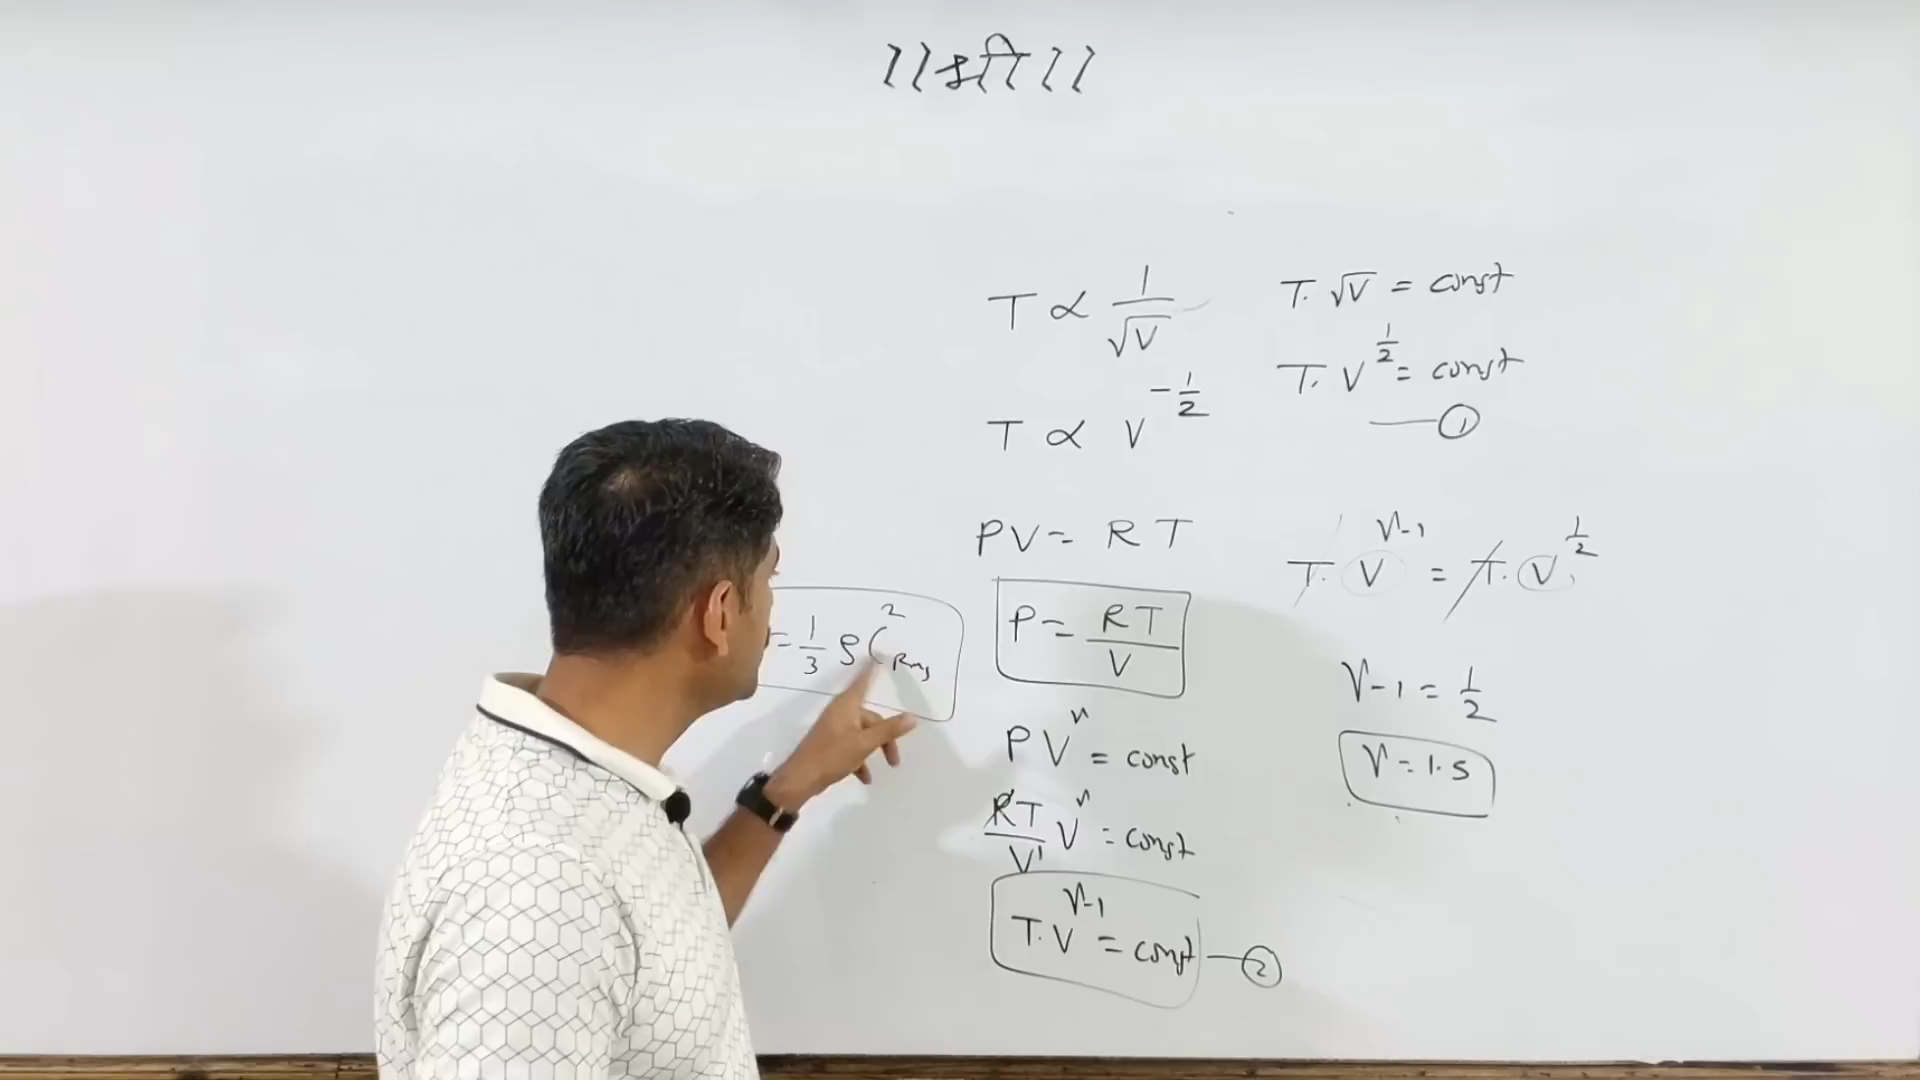 ।।श्री।।
T ∝ 1/√V
T ∝ V^(-1/2)
PV = RT
= 1/3 ρ C²Rms
P = RT/V
PV^γ = const
RT/V¹ V^γ = const
T.V^(γ-1) = const —②
T.√V = const
T.V^(1/2) = const
—①
T.V^(γ-1) = T.V^(1/2)
γ-1 = 1/2
γ = 1.5